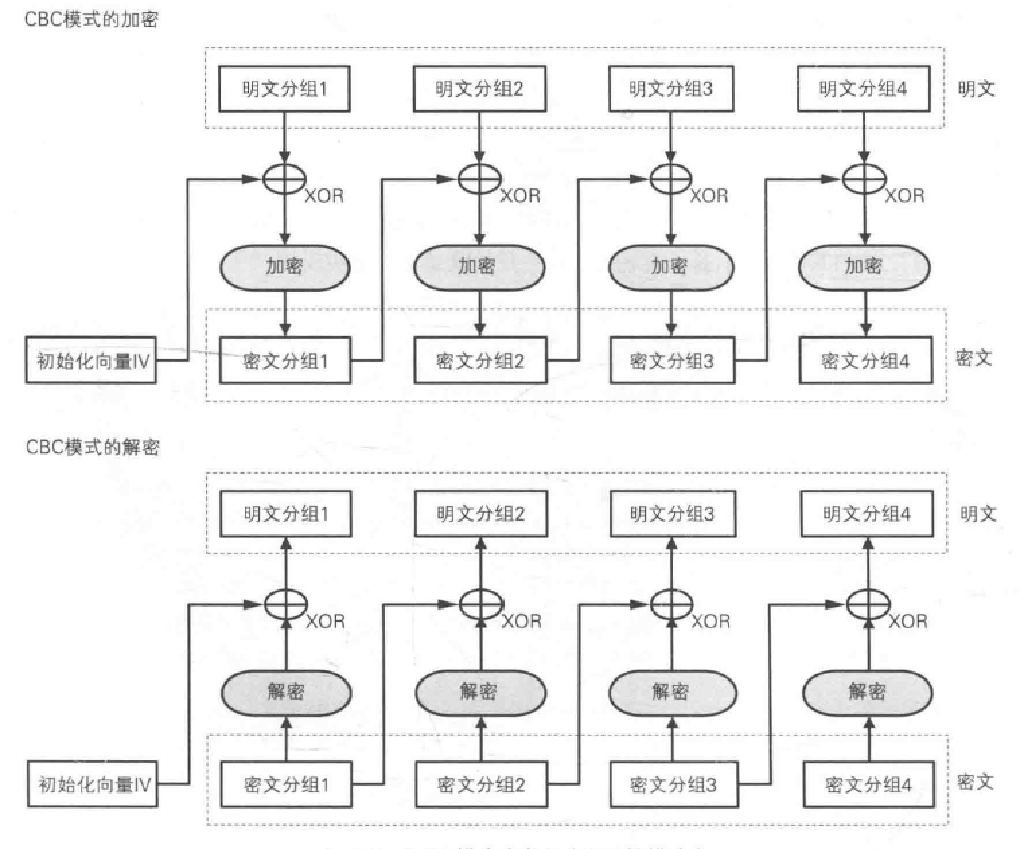 CBC模式的加密
明文分组1 明文分组2 明文分组3 明文分组4 明文
XOR XOR XOR XOR
加密 加密 加密 加密
初始化向量IV 密文分组1 密文分组2 密文分组3 密文分组4 密文
CBC模式的解密
明文分组1 明文分组2 明文分组3 明文分组4 明文
XOR XOR XOR XOR
解密 解密 解密 解密
初始化向量IV 密文分组1 密文分组2 密文分组3 密文分组4 密文